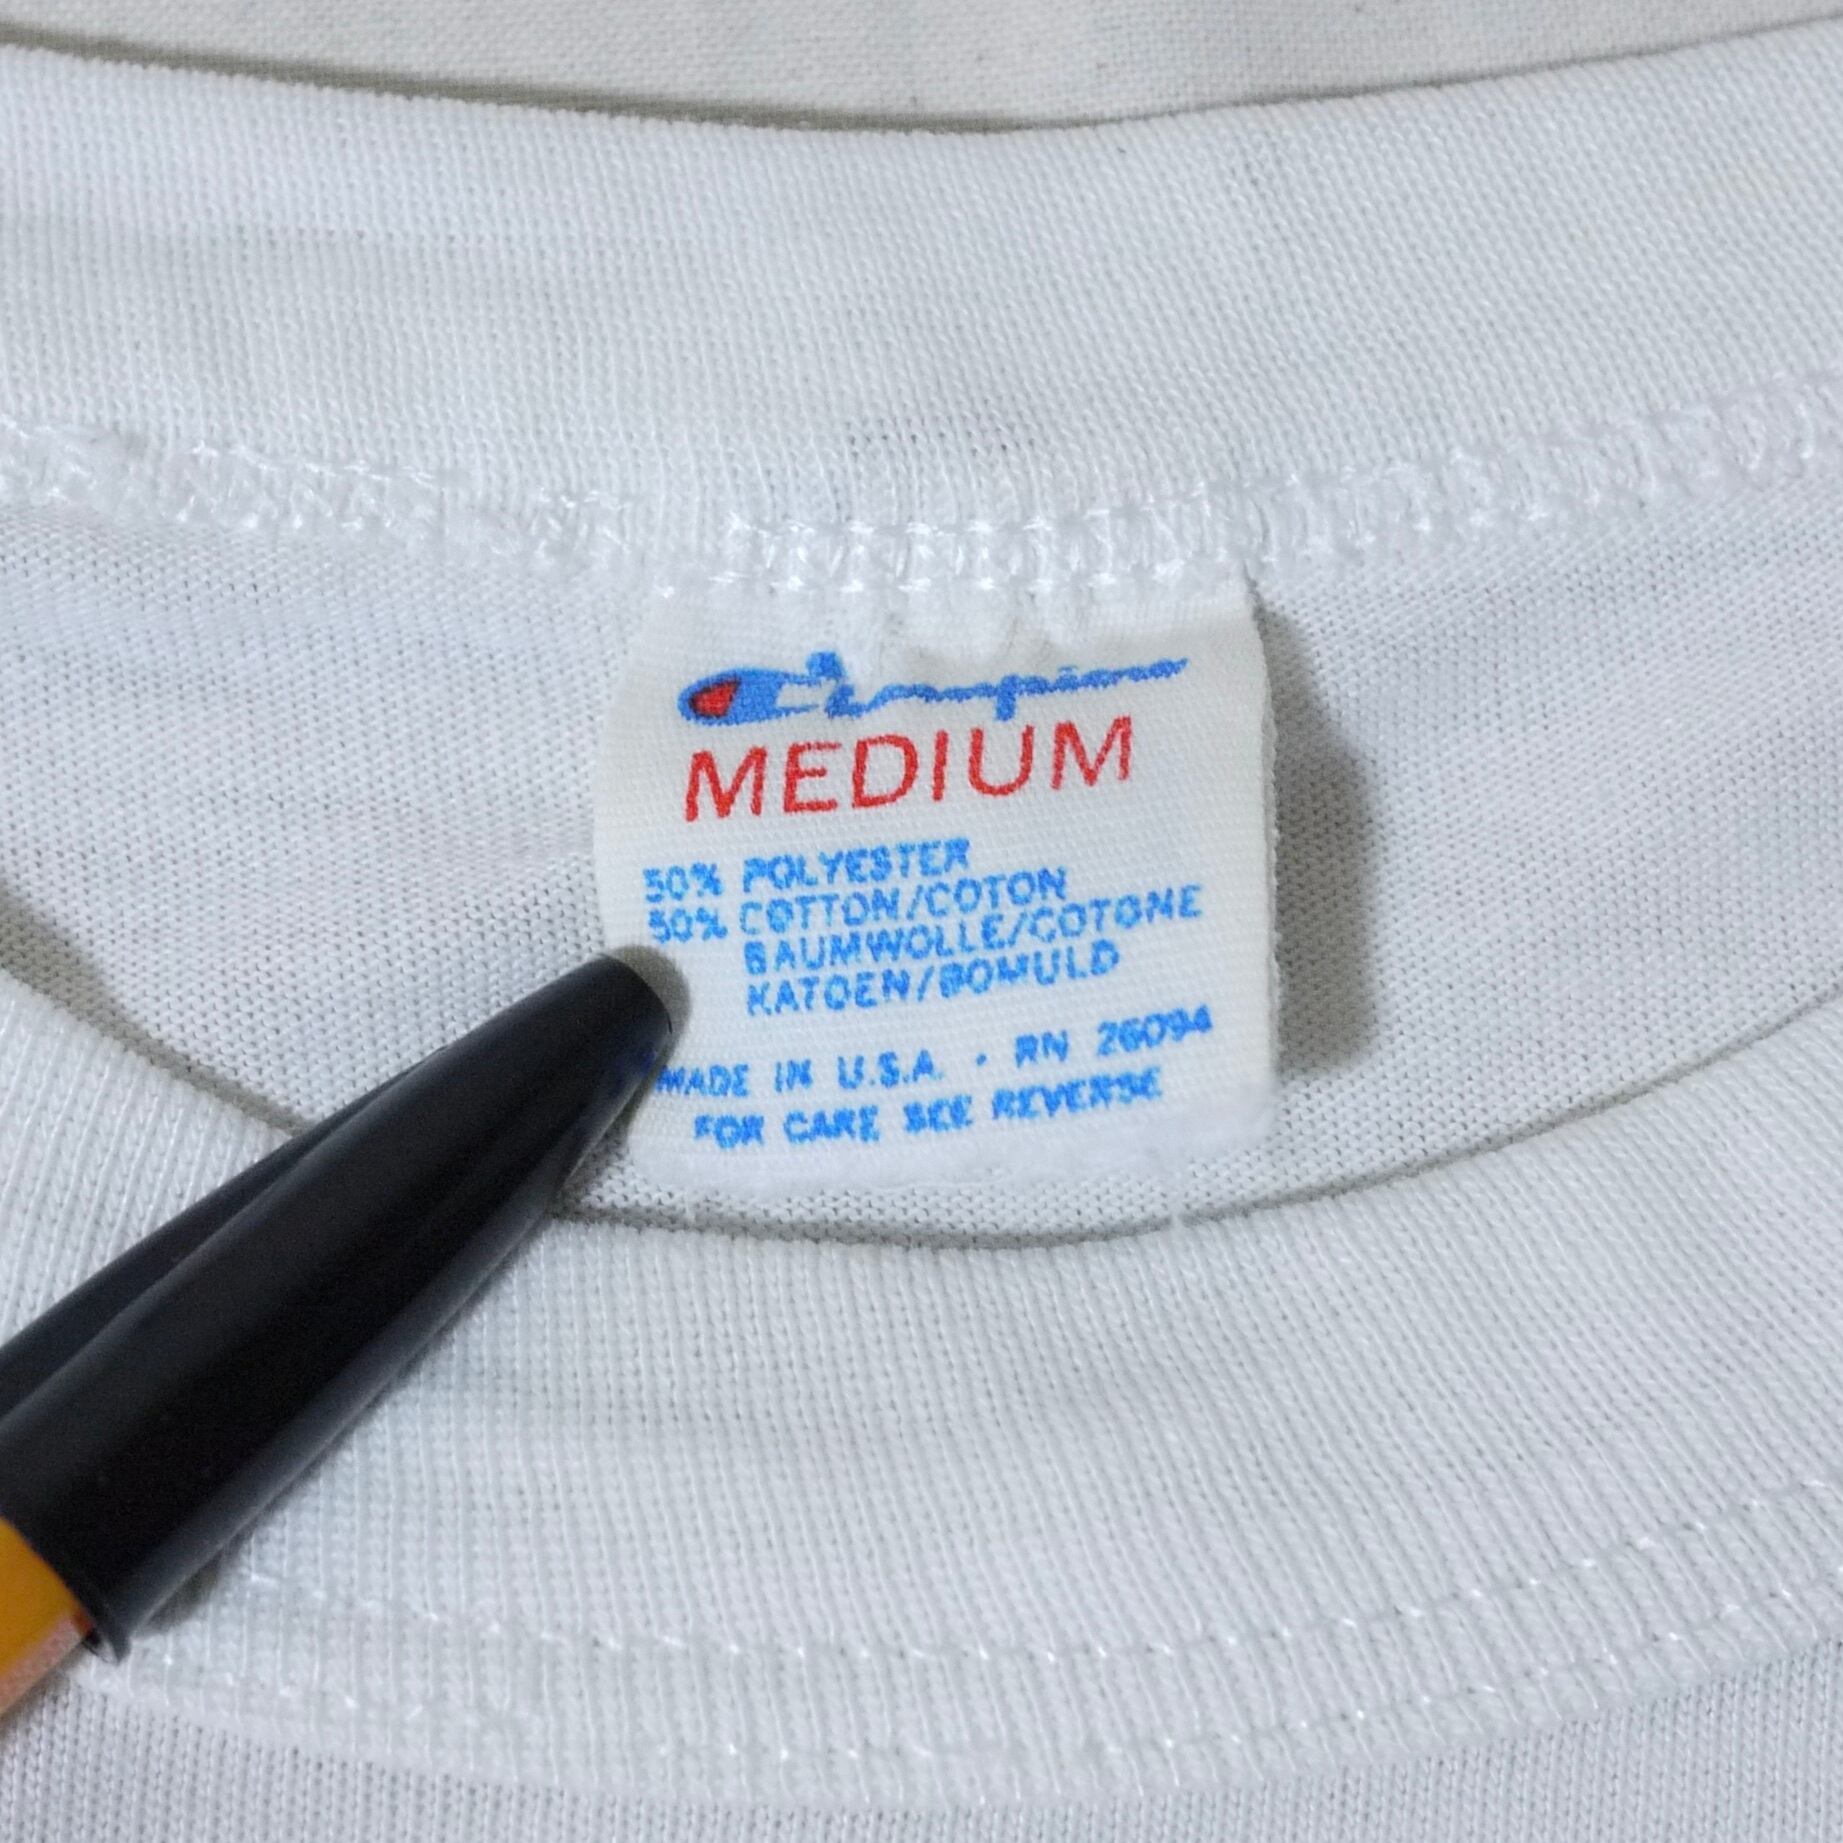 Champion
MEDIUM
50% POLYESTER
50% COTTON/COTON
BAUMWOLLE/COTONE
KATOEN/BOMULD
MADE IN U.S.A. · RN 26094
FOR CARE SEE REVERSE